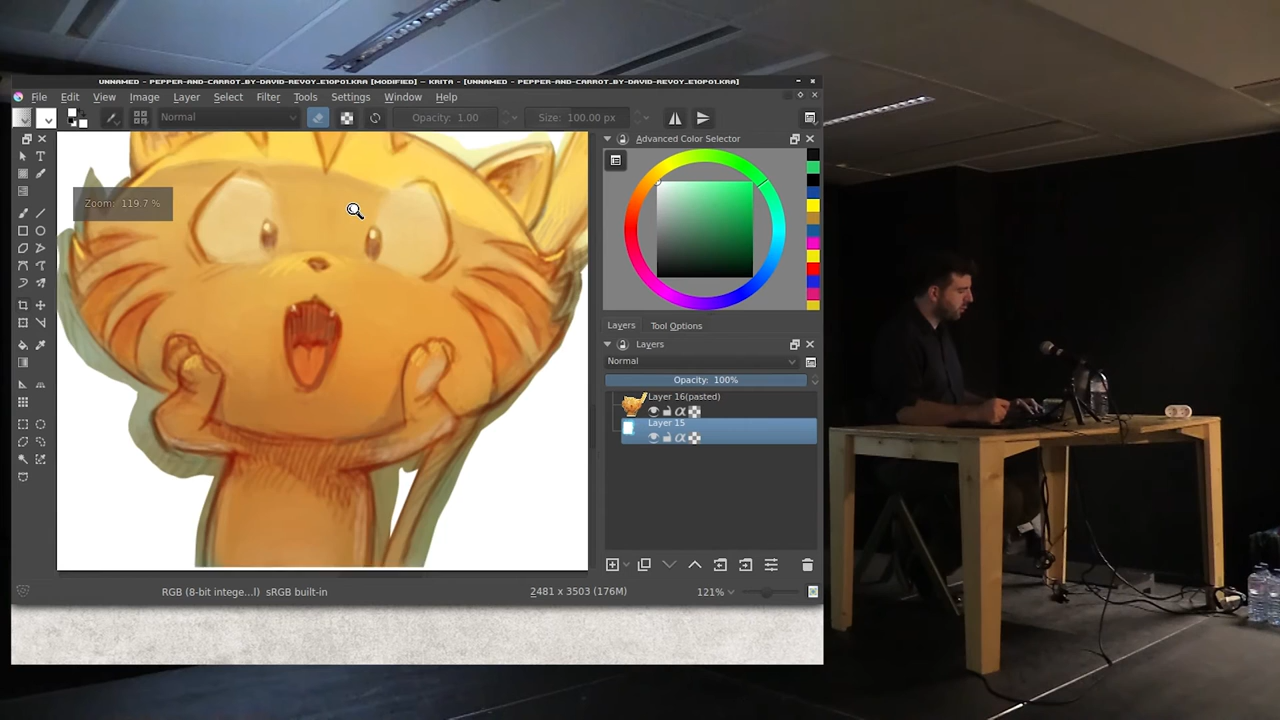 UNNAMED - PEPPER-AND-CARROT_BY-DAVID-REVOY_E10P01.KRA [MODIFIED] – KRITA - [UNNAMED - PEPPER-AND-CARROT_BY-DAVID-REVOY_E10P01.KRA]
File Edit View Image Layer Select Filter Tools Settings Window Help
Normal Opacity: 1.00 Size: 100.00 px
Advanced Color Selector
Zoom: 119.7 %
Layers Tool Options
Layers
Normal
Opacity: 100%
Layer 16(pasted)
Layer 15
RGB (8-bit intege...l) sRGB built-in 2481 x 3503 (176M) 121%